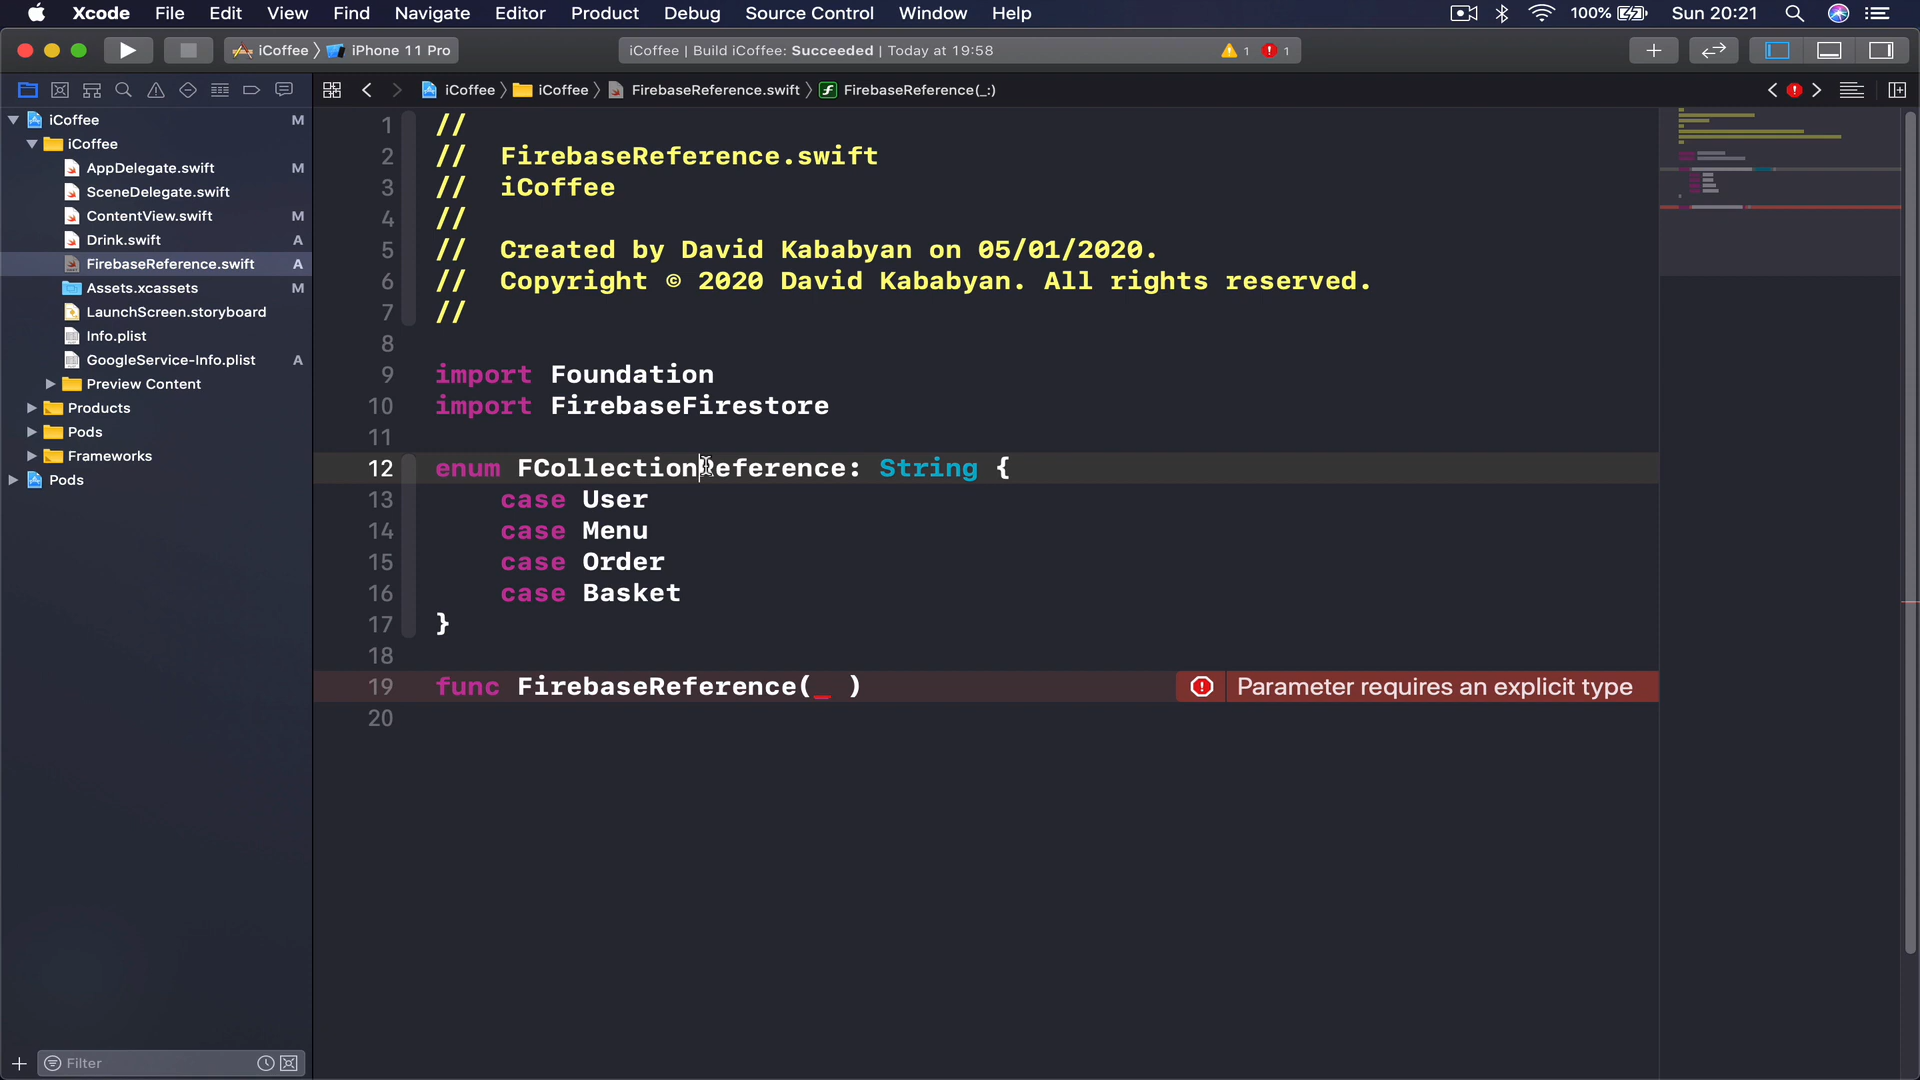 Xcode File Edit View Find Navigate Editor Product Debug Source Control Window Help 100% Sun 20:21
iCoffee iPhone 11 Pro iCoffee | Build iCoffee: Succeeded | Today at 19:58 1 1
iCoffee iCoffee FirebaseReference.swift FirebaseReference(_:)
iCoffee M
iCoffee
AppDelegate.swift M
SceneDelegate.swift
ContentView.swift M
Drink.swift A
FirebaseReference.swift A
Assets.xcassets M
LaunchScreen.storyboard
Info.plist
GoogleService-Info.plist A
Preview Content
Products
Pods
Frameworks
Pods
Filter
1 //
2 // FirebaseReference.swift
3 // iCoffee
4 //
5 // Created by David Kababyan on 05/01/2020.
6 // Copyright © 2020 David Kababyan. All rights reserved.
7 //
8
9 import Foundation
10 import FirebaseFirestore
11
12 enum FCollectionReference: String {
13 case User
14 case Menu
15 case Order
16 case Basket
17 }
18
19 func FirebaseReference(_ ) Parameter requires an explicit type
20